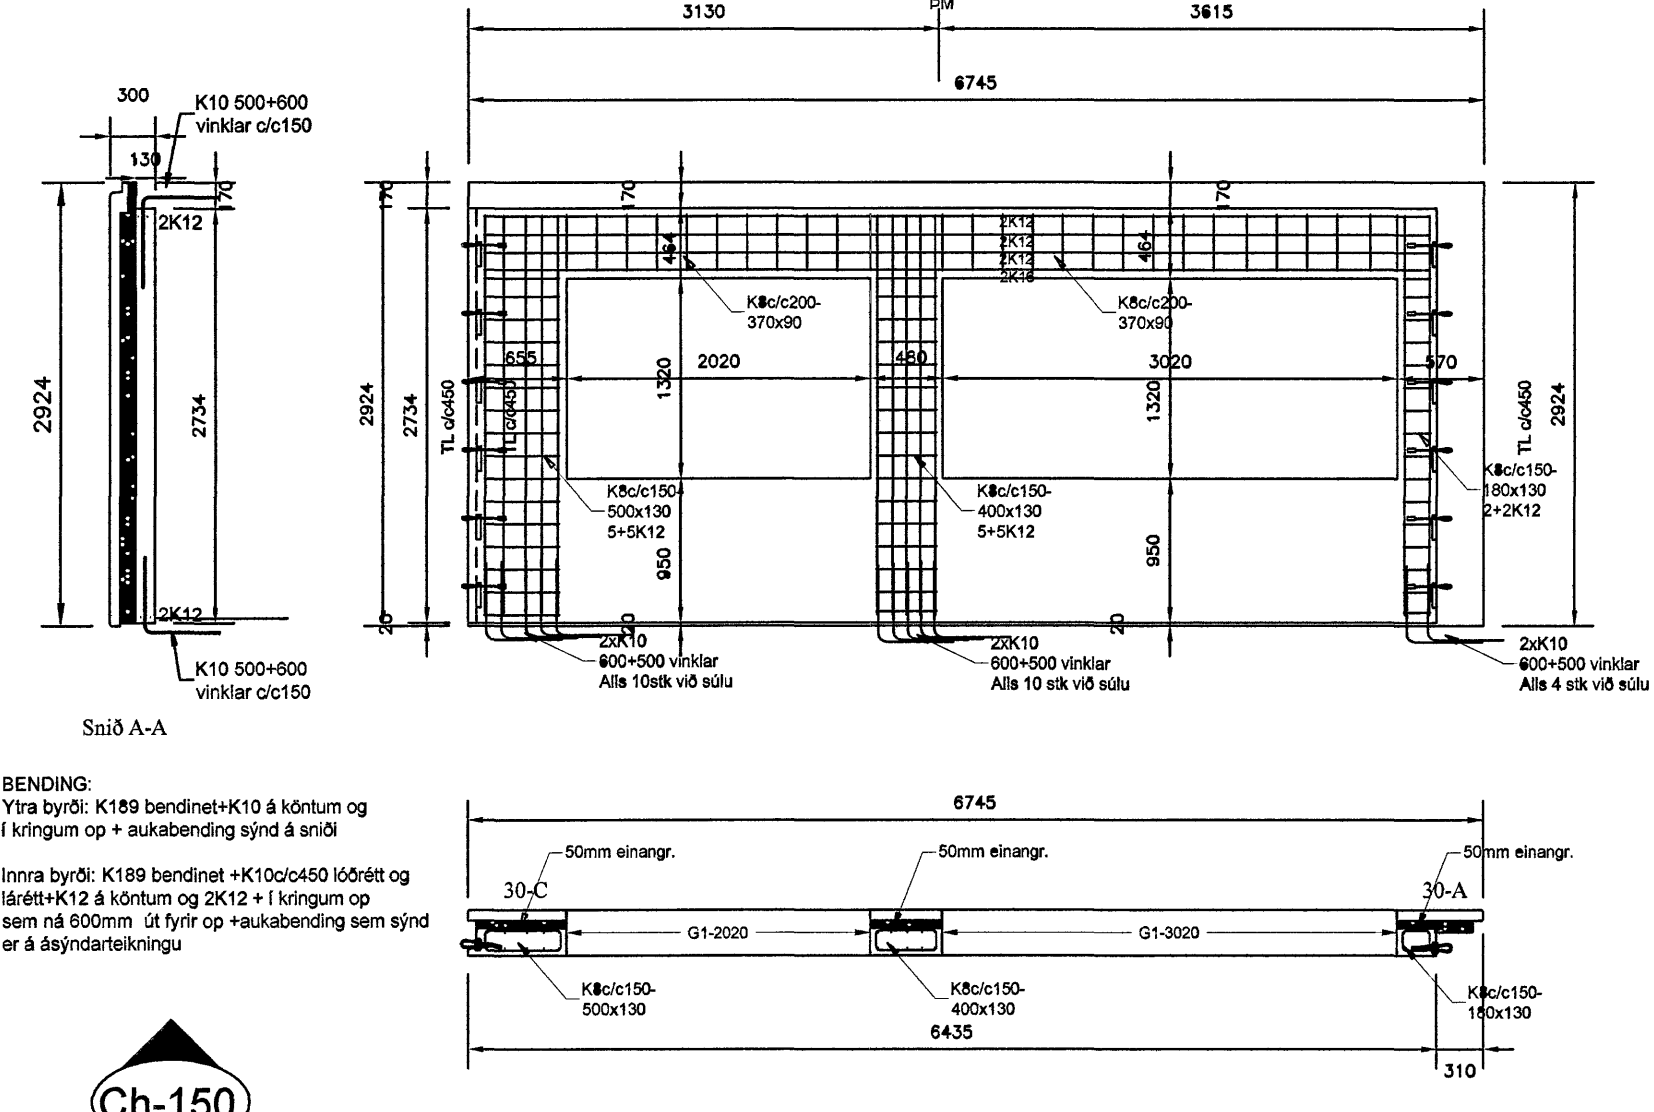 3130
PM
3615
6745
300
K10 500+600
vinklar c/c150
130
170
2K12
2924
2734
2K12
K10 500+600
vinklar c/c150
Snið A-A
170
170
170
464
464
2K12
2K12
2K12
2K16
K8c/c200-
370x90
K8c/c200-
370x90
655
2020
480
3020
570
1320
1320
2924
2734
TL c/c450
TL c/c450
TL c/c450
2924
K8c/c150-
500x130
5+5K12
K8c/c150-
400x130
5+5K12
K8c/c150-
180x130
2+2K12
950
950
20
20
20
2xK10
600+500 vinklar
Alls 10stk við súlu
2xK10
600+500 vinklar
Alls 10 stk við súlu
2xK10
600+500 vinklar
Alls 4 stk við súlu
BENDING:
Ytra byrði: K189 bendinet+K10 á köntum og
í kringum op + aukabending sýnd á sniði
Innra byrði: K189 bendinet +K10c/c450 lóðrétt og
lárétt+K12 á köntum og 2K12 + í kringum op
sem ná 600mm út fyrir op +aukabending sem sýnd
er á ásýndarteikningu
6745
50mm einangr.
50mm einangr.
50mm einangr.
30-C
30-A
G1-2020
G1-3020
K8c/c150-
500x130
K8c/c150-
400x130
K8c/c150-
180x130
6435
310
Ch-150